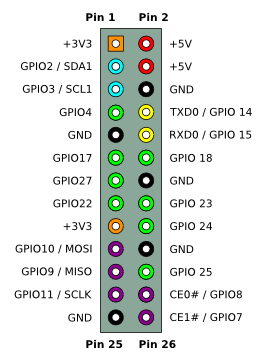 Pin 1 Pin 2
+3V3 +5V
GPIO2 / SDA1 +5V
GPIO3 / SCL1 GND
GPIO4 TXD0 / GPIO 14
GND RXD0 / GPIO 15
GPIO17 GPIO 18
GPIO27 GND
GPIO22 GPIO 23
+3V3 GPIO 24
GPIO10 / MOSI GND
GPIO9 / MISO GPIO 25
GPIO11 / SCLK CE0# / GPIO8
GND CE1# / GPIO7
Pin 25 Pin 26